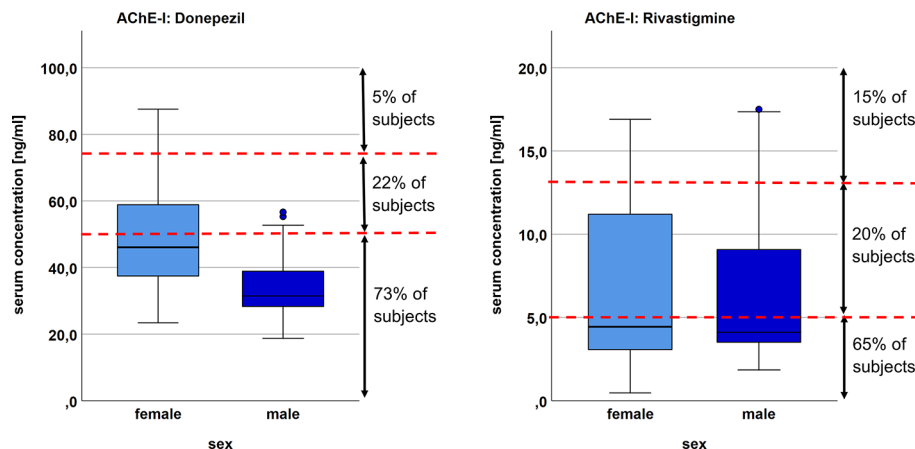 AChE-I: Donepezil
serum concentration [ng/ml]
100,0
80,0
60,0
40,0
20,0
,0
5% of
subjects
22% of
subjects
73% of
subjects
female
male
sex
AChE-I: Rivastigmine
serum concentration [ng/ml]
20,0
15,0
10,0
5,0
,0
15% of
subjects
20% of
subjects
65% of
subjects
female
male
sex